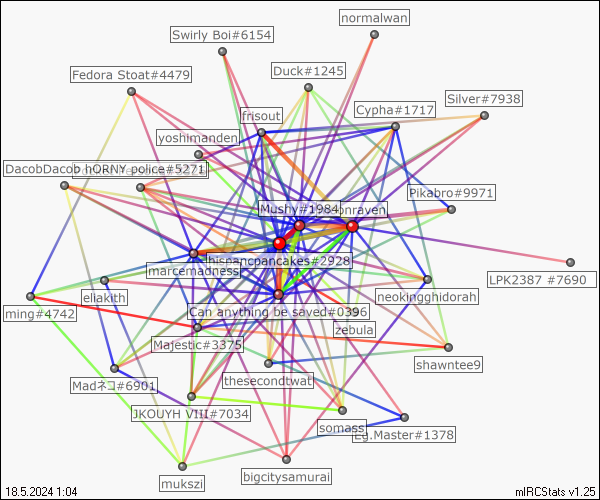 normalwan
Swirly Boi#6154
Duck#1245
Fedora Stoat#4479
Silver#7938
Cypha#1717
frisout
yoshimanden
DacobDacob
hORNY police#5271
Pikabro#9971
Mushy#1984
onraven
LPK2387 #7690
pancakes#2928
marcemadness
eliakith
neokingghidorah
ming#4742
Can anything be saved#0396
zebula
Majestic#3375
shawntee9
Madネコ#6901
thesecondtwat
JKOUYH VIII#7034
somass
Eg.Master#1378
bigcitysamurai
mukszi
18.5.2024 1:04
mIRCStats v1.25